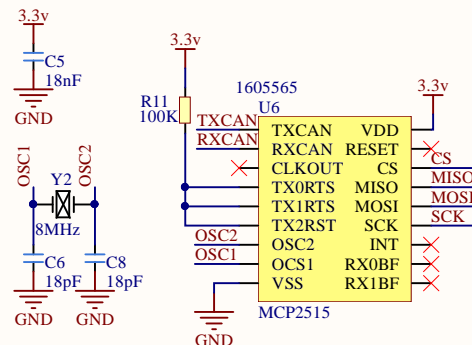 3.3v
C5
18nF
GND
OSC1
OSC2
Y2
8MHz
C6
18pF
C8
18pF
GND
GND
3.3v
R11
100K
1605565
U6
3.3v
TXCAN
TXCAN
VDD
RXCAN
RXCAN
RESET
CLKOUT
CS
CS
TX0RTS
MISO
MISO
TX1RTS
MOSI
MOSI
TX2RST
SCK
SCK
OSC2
OSC2
INT
OSC1
OCS1
RX0BF
VSS
RX1BF
MCP2515
GND